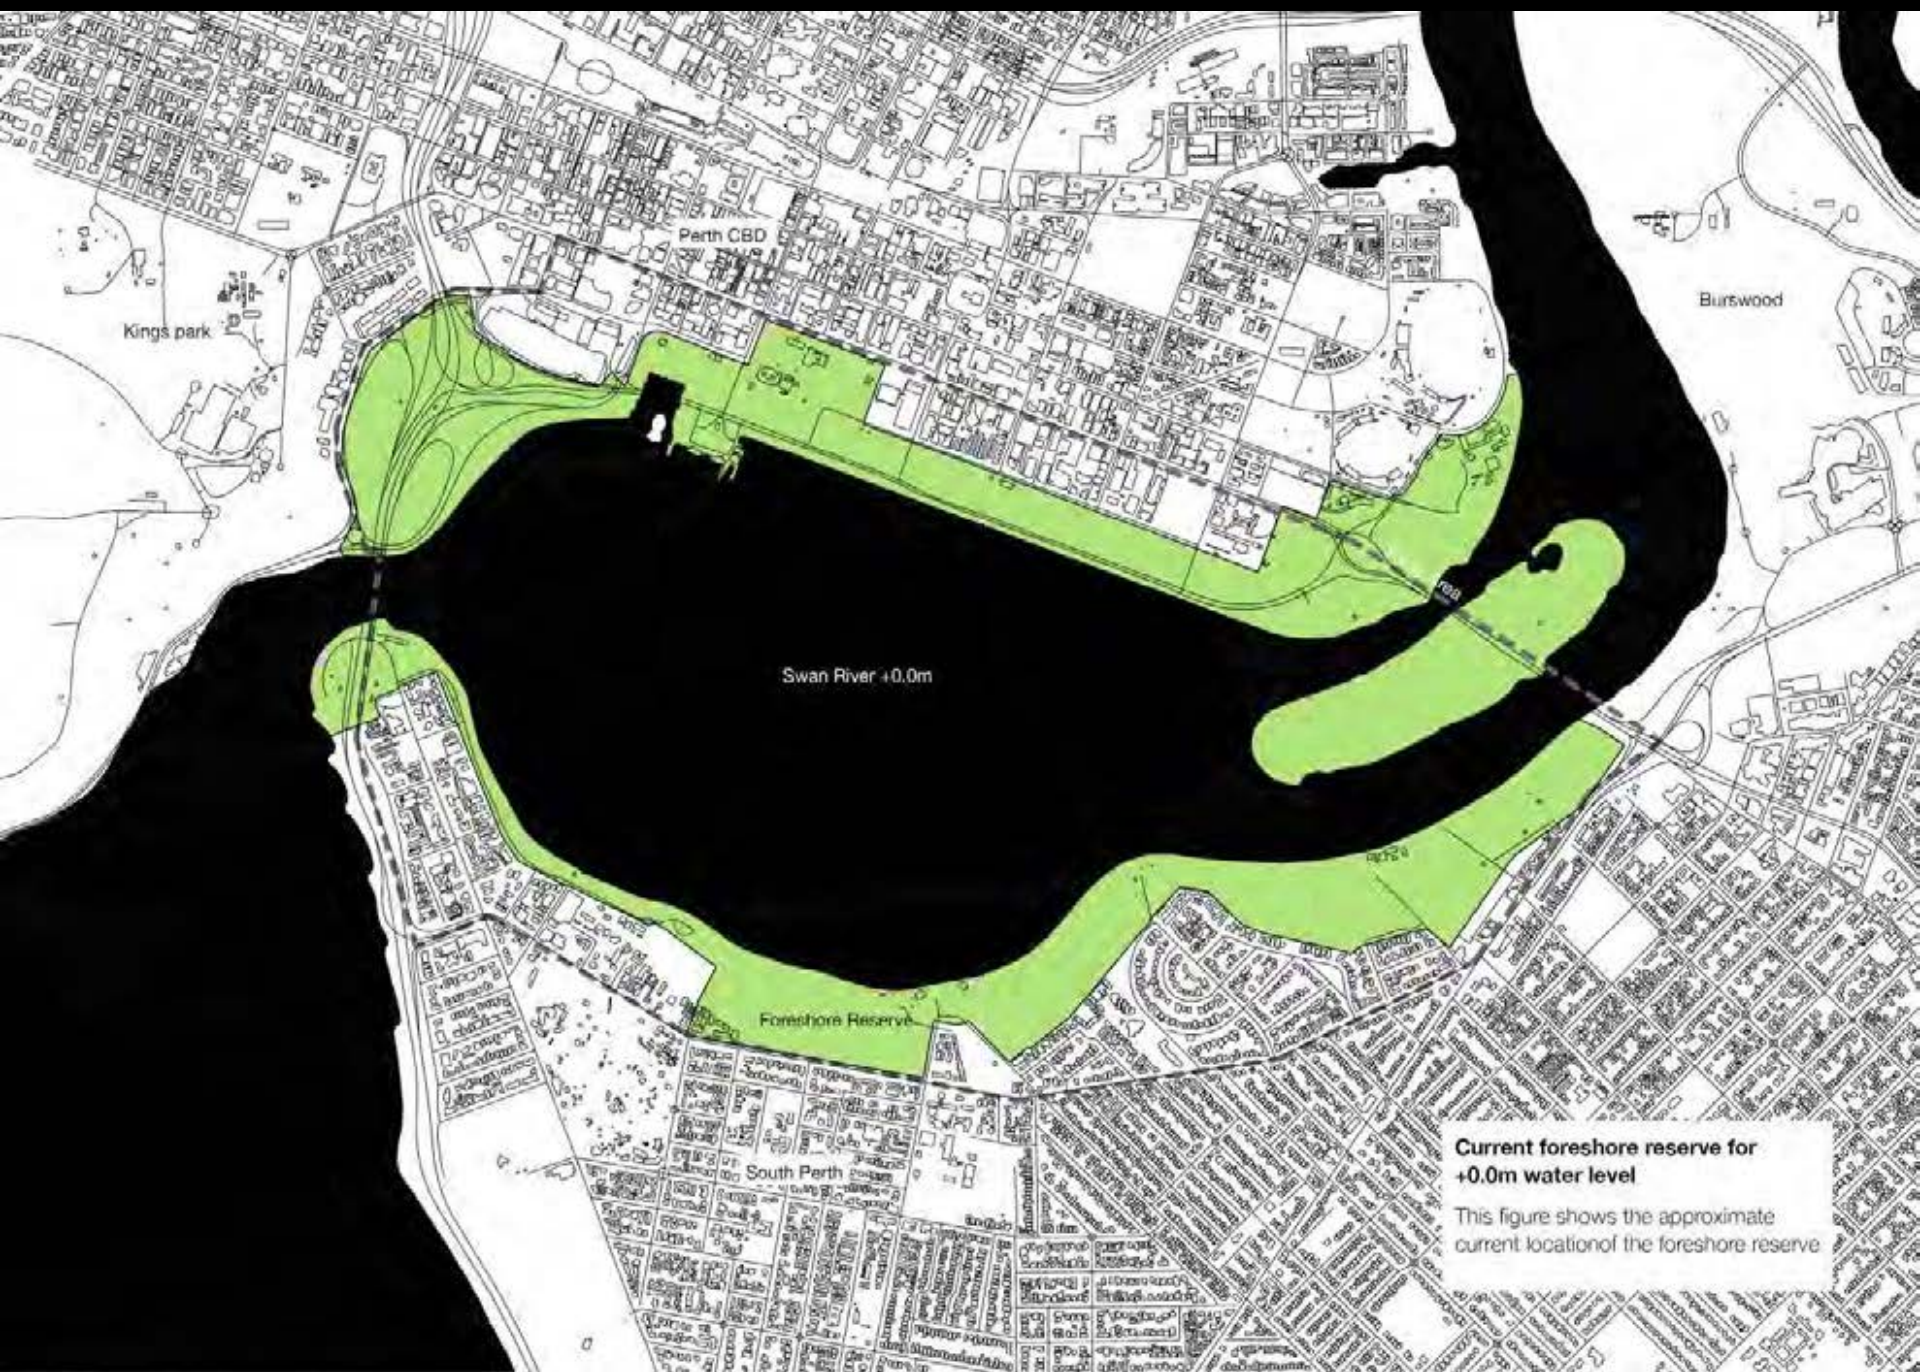 Perth CBD
Burswood
Kings park
rea
Swan River +0.0m
Foreshore Reserve
South Perth
Current foreshore reserve for
+0.0m water level
This figure shows the approximate
current locationof the foreshore reserve